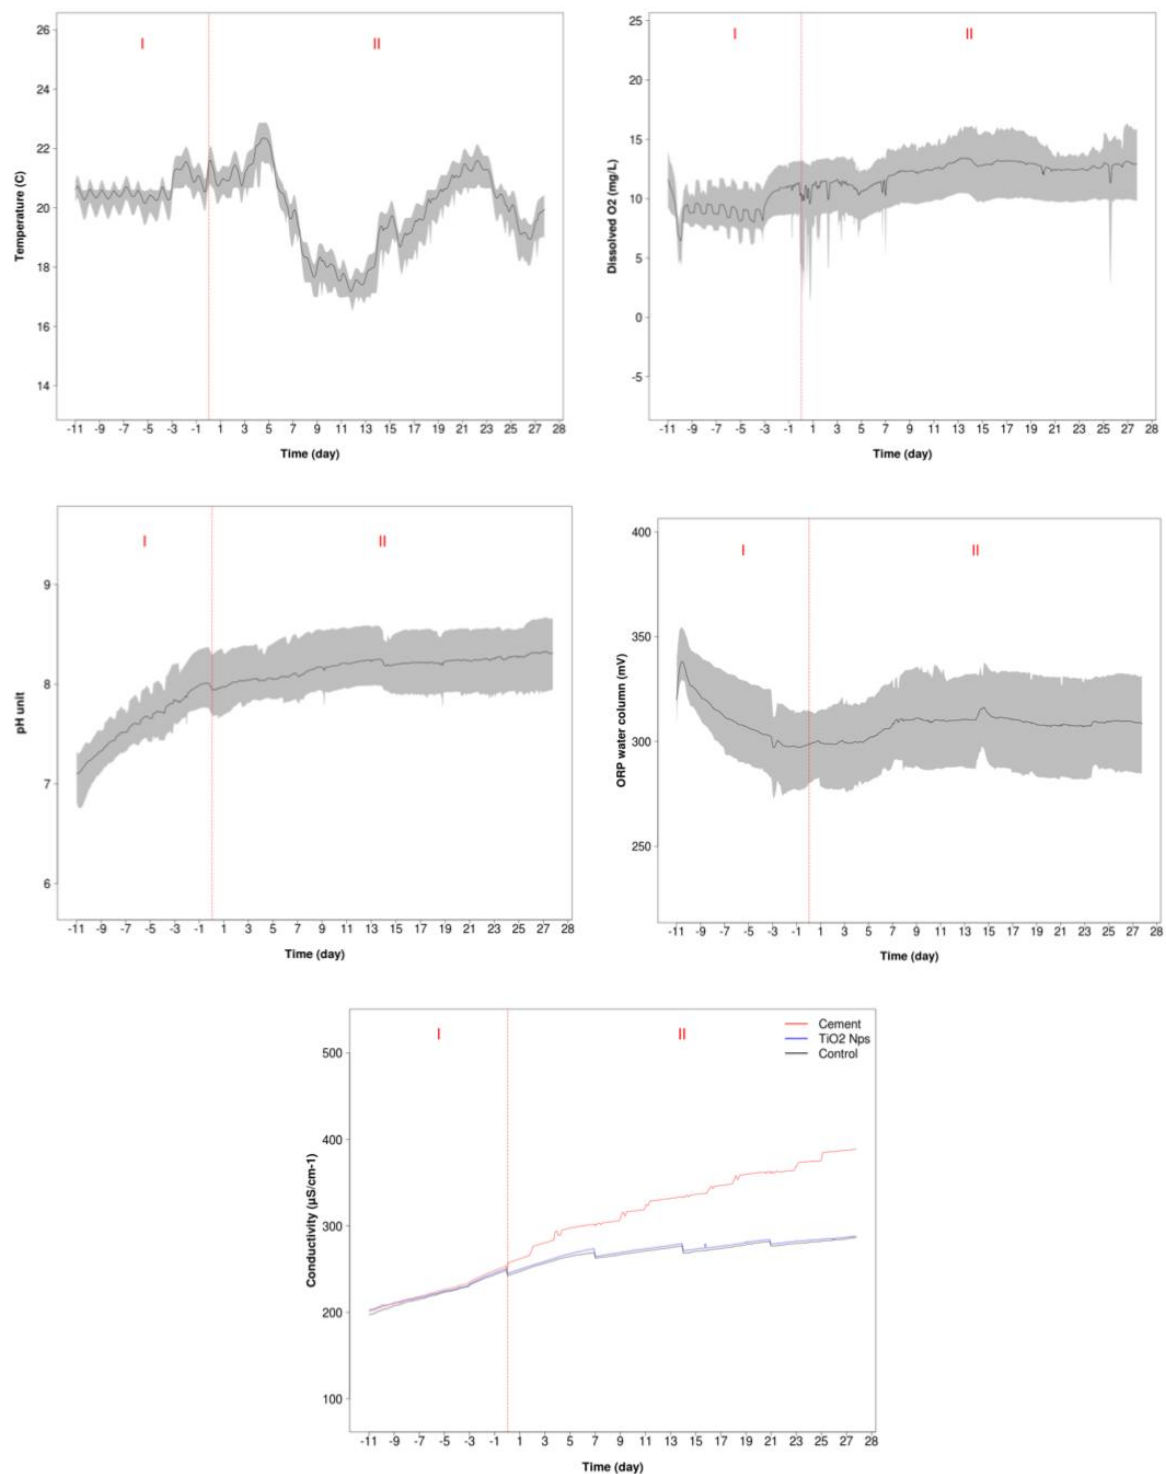 I
II
26
24
22
20
18
16
14
Temperature (C)
-11 -9 -7 -5 -3 -1 1 3 5 7 9 11 13 15 17 19 21 23 25 27 28
Time (day)
I
II
25
20
15
10
5
0
-5
Dissolved O2 (mg/L)
-11 -9 -7 -5 -3 -1 1 3 5 7 9 11 13 15 17 19 21 23 25 27 28
Time (day)
I
II
9
8
7
6
pH unit
-11 -9 -7 -5 -3 -1 1 3 5 7 9 11 13 15 17 19 21 23 25 27 28
Time (day)
I
II
400
350
300
250
ORP water column (mV)
-11 -9 -7 -5 -3 -1 1 3 5 7 9 11 13 15 17 19 21 23 25 27 28
Time (day)
I
II
Cement
TiO2 Nps
Control
500
400
300
200
100
Conductivity (µS/cm-1)
-11 -9 -7 -5 -3 -1 1 3 5 7 9 11 13 15 17 19 21 23 25 27 28
Time (day)